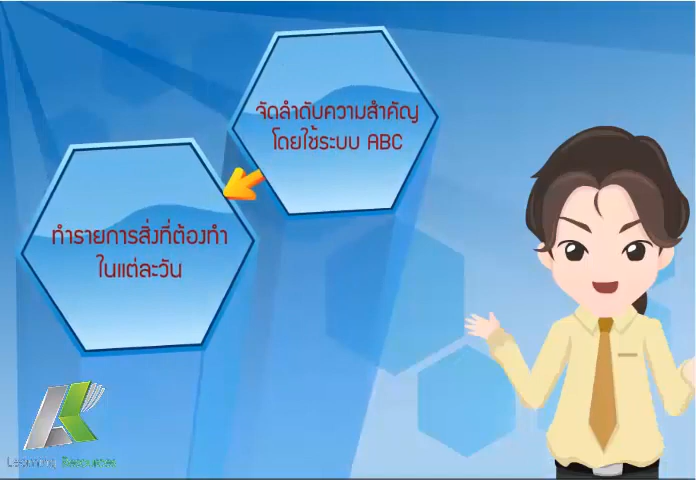 จัดลำดับความสำคัญ
โดยใช้ระบบ ABC
ทำรายการสิ่งที่ต้องทำ
ในแต่ละวัน
Learning Resources